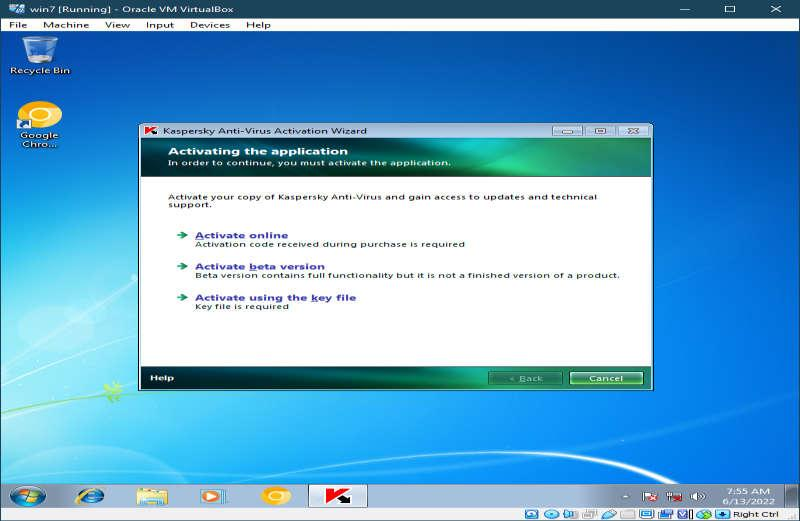 win7 [Running] - Oracle VM VirtualBox
File Machine View Input Devices Help
Recycle Bin
Google
Chro...
Kaspersky Anti-Virus Activation Wizard
Activating the application
In order to continue, you must activate the application.
Activate your copy of Kaspersky Anti-Virus and gain access to updates and technical
support.
Activate online
Activation code received during purchase is required
Activate beta version
Beta version contains full functionality but it is not a finished version of a product.
Activate using the key file
Key file is required
Help
< Back
Cancel
7:55 AM
6/13/2022
Right Ctrl